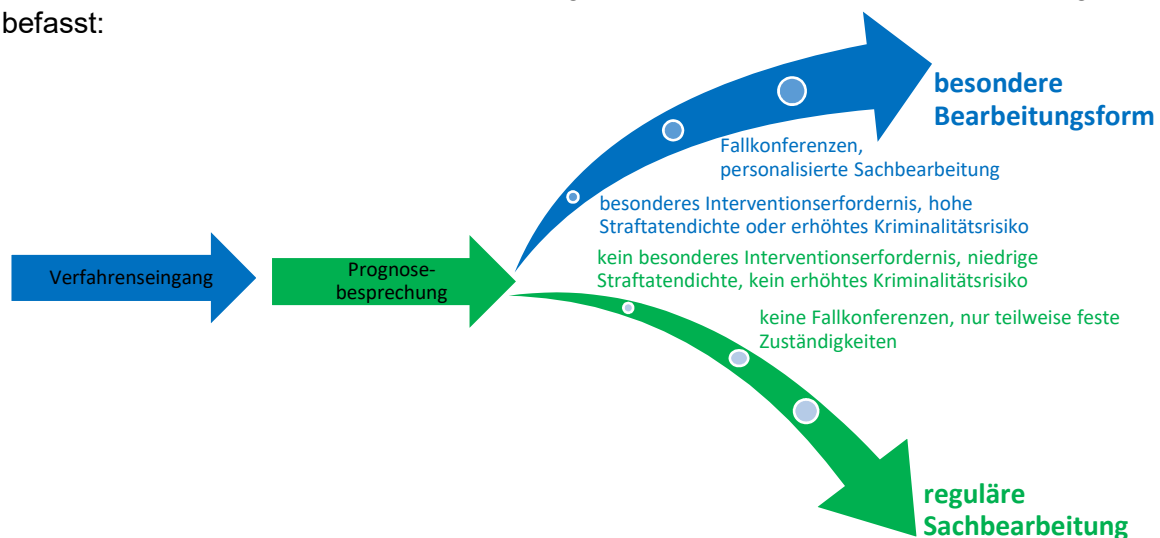 befasst:
besondere
Bearbeitungsform
Fallkonferenzen,
personalisierte Sachbearbeitung
besonderes Interventionserfordernis, hohe
Straftatendichte oder erhöhtes Kriminalitätsrisiko
kein besonderes Interventionserfordernis, niedrige
Straftatendichte, kein erhöhtes Kriminalitätsrisiko
Verfahrenseingang
Prognose-
besprechung
keine Fallkonferenzen, nur teilweise feste
Zuständigkeiten
reguläre
Sachbearbeitung